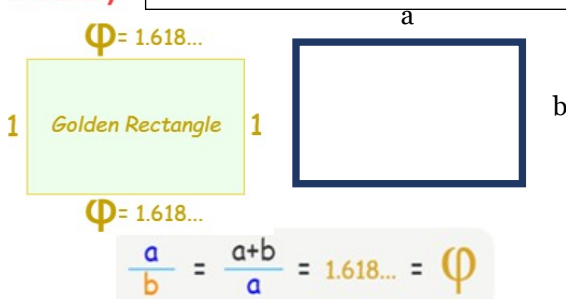 a
φ= 1.618...
1 Golden Rectangle 1
b
φ= 1.618...
a/b = a+b/a = 1.618... = φ